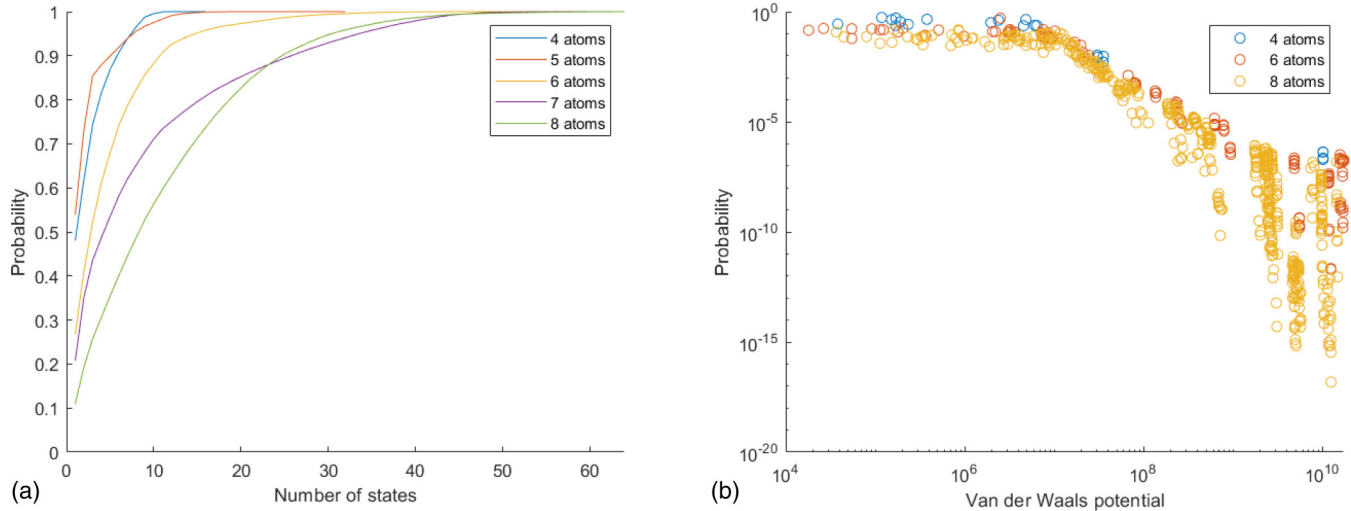 1
0.9
0.8
0.7
0.6
0.5
0.4
0.3
0.2
0.1
0
Probability
0 10 20 30 40 50 60
Number of states
4 atoms
5 atoms
6 atoms
7 atoms
8 atoms
(a)
10^0
10^-5
10^-10
10^-15
10^-20
Probability
10^4 10^6 10^8 10^10
Van der Waals potential
4 atoms
6 atoms
8 atoms
(b)